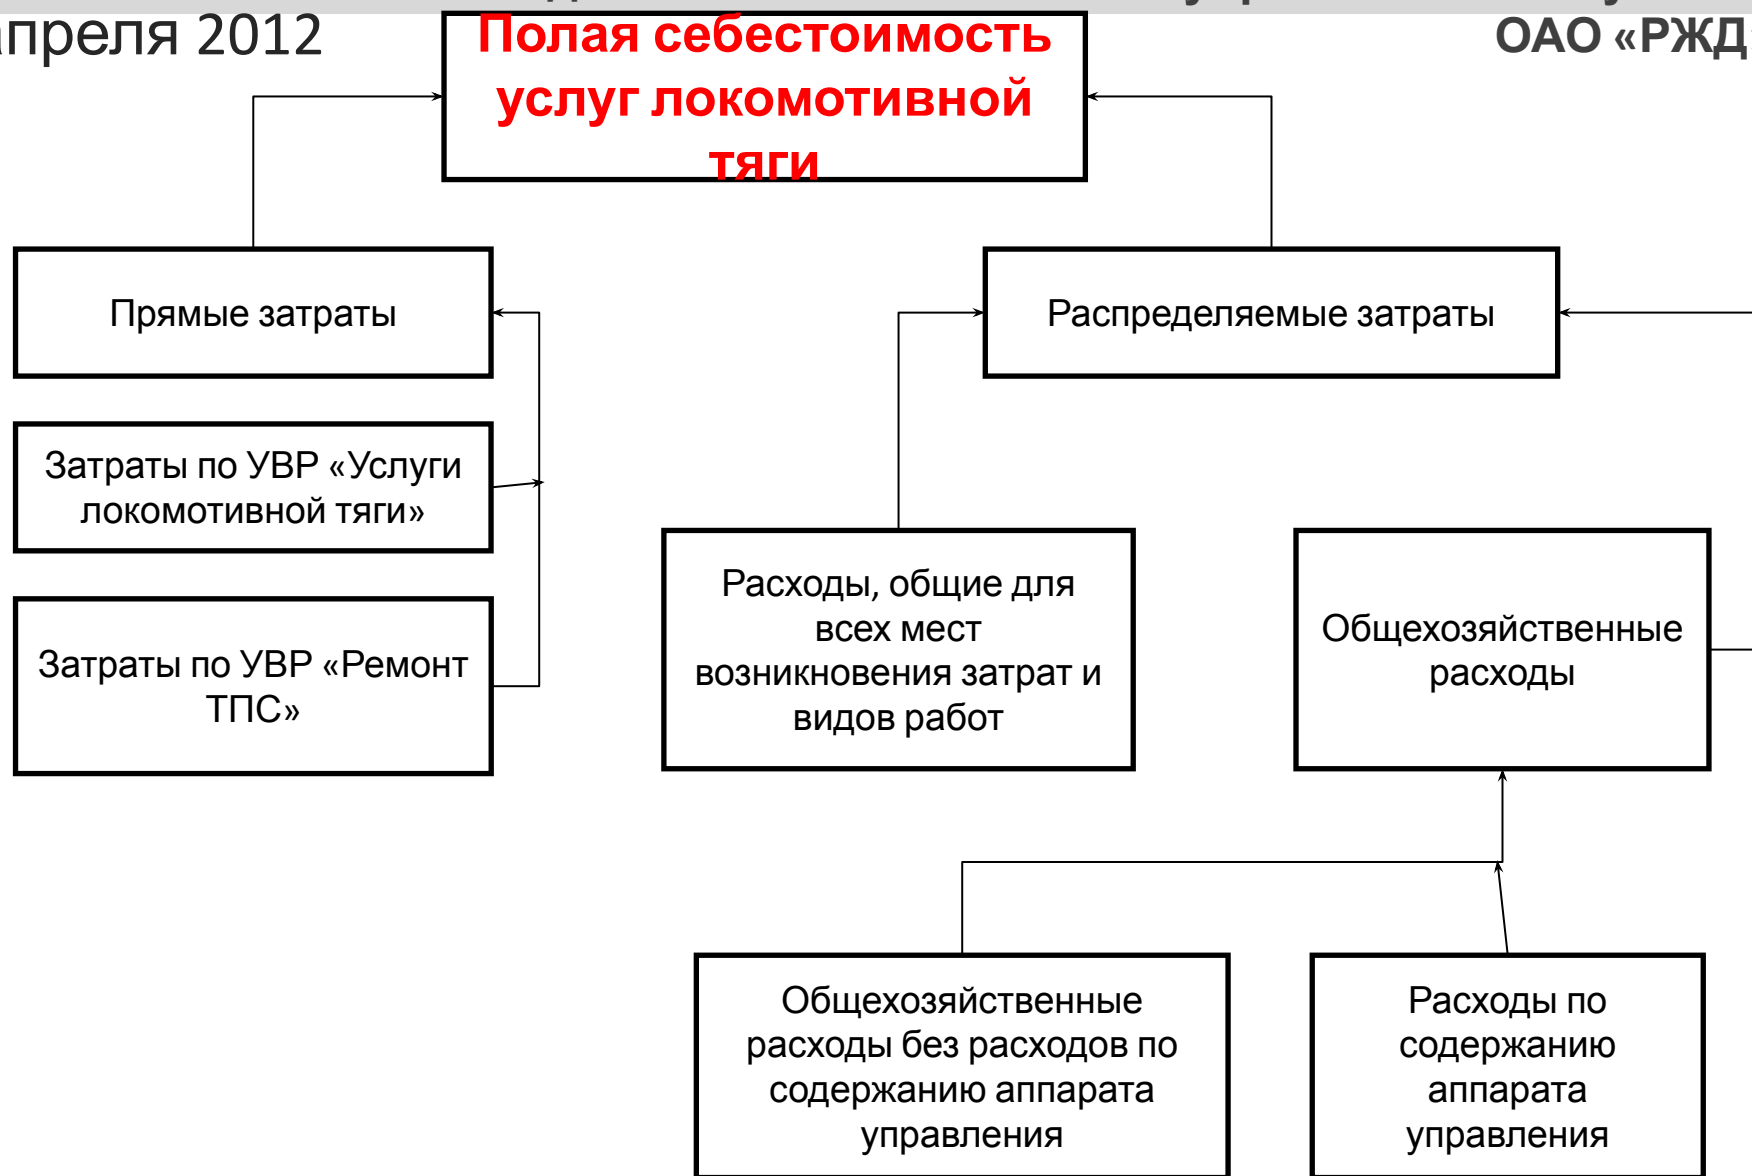 апреля 2012
ОАО «РЖД»
Полая себестоимость
услуг локомотивной
тяги
Прямые затраты
Распределяемые затраты
Затраты по УВР «Услуги
локомотивной тяги»
Затраты по УВР «Ремонт
ТПС»
Расходы, общие для
всех мест
возникновения затрат и
видов работ
Общехозяйственные
расходы
Общехозяйственные
расходы без расходов по
содержанию аппарата
управления
Расходы по
содержанию
аппарата
управления